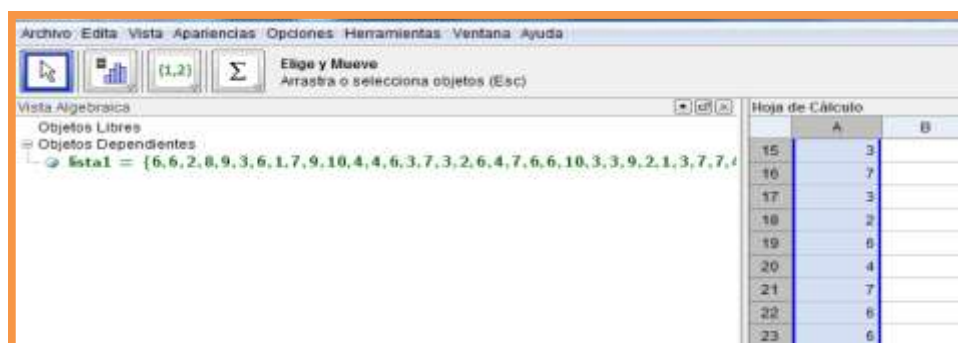 Archivo Edita Vista Apariencias Opciones Herramientas Ventana Ayuda
{1,2} Σ Elige y Mueve
Arrastra o selecciona objetos (Esc)
Vista Algebraica
Hoja de Cálculo
Objetos Libres
Objetos Dependientes
lista1 = {6,6,2,8,9,3,6,1,7,9,10,4,4,6,3,7,3,2,6,4,7,6,6,10,3,3,9,2,1,3,7,7,
A B
15 3
16 7
17 3
18 2
19 6
20 4
21 7
22 6
23 6